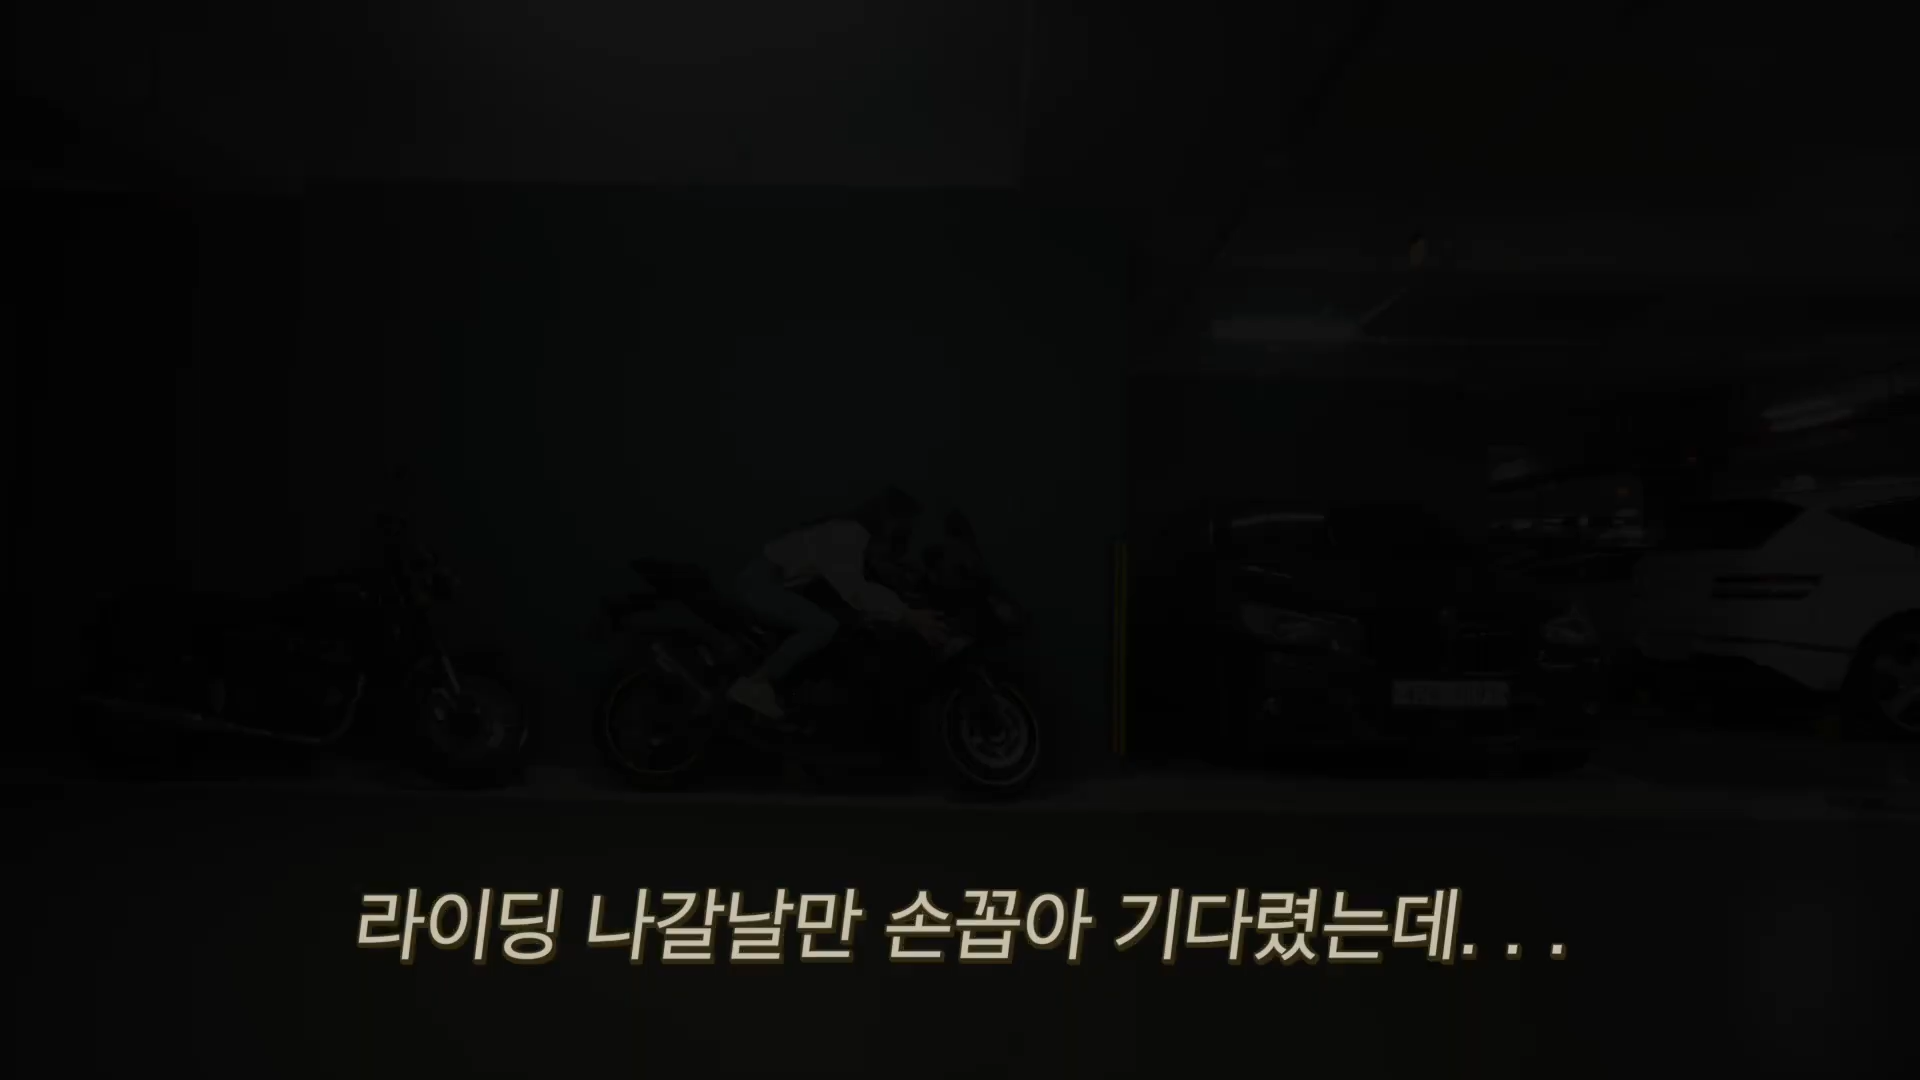 라이딩 나갈날만 손꼽아 기다렸는데. . .